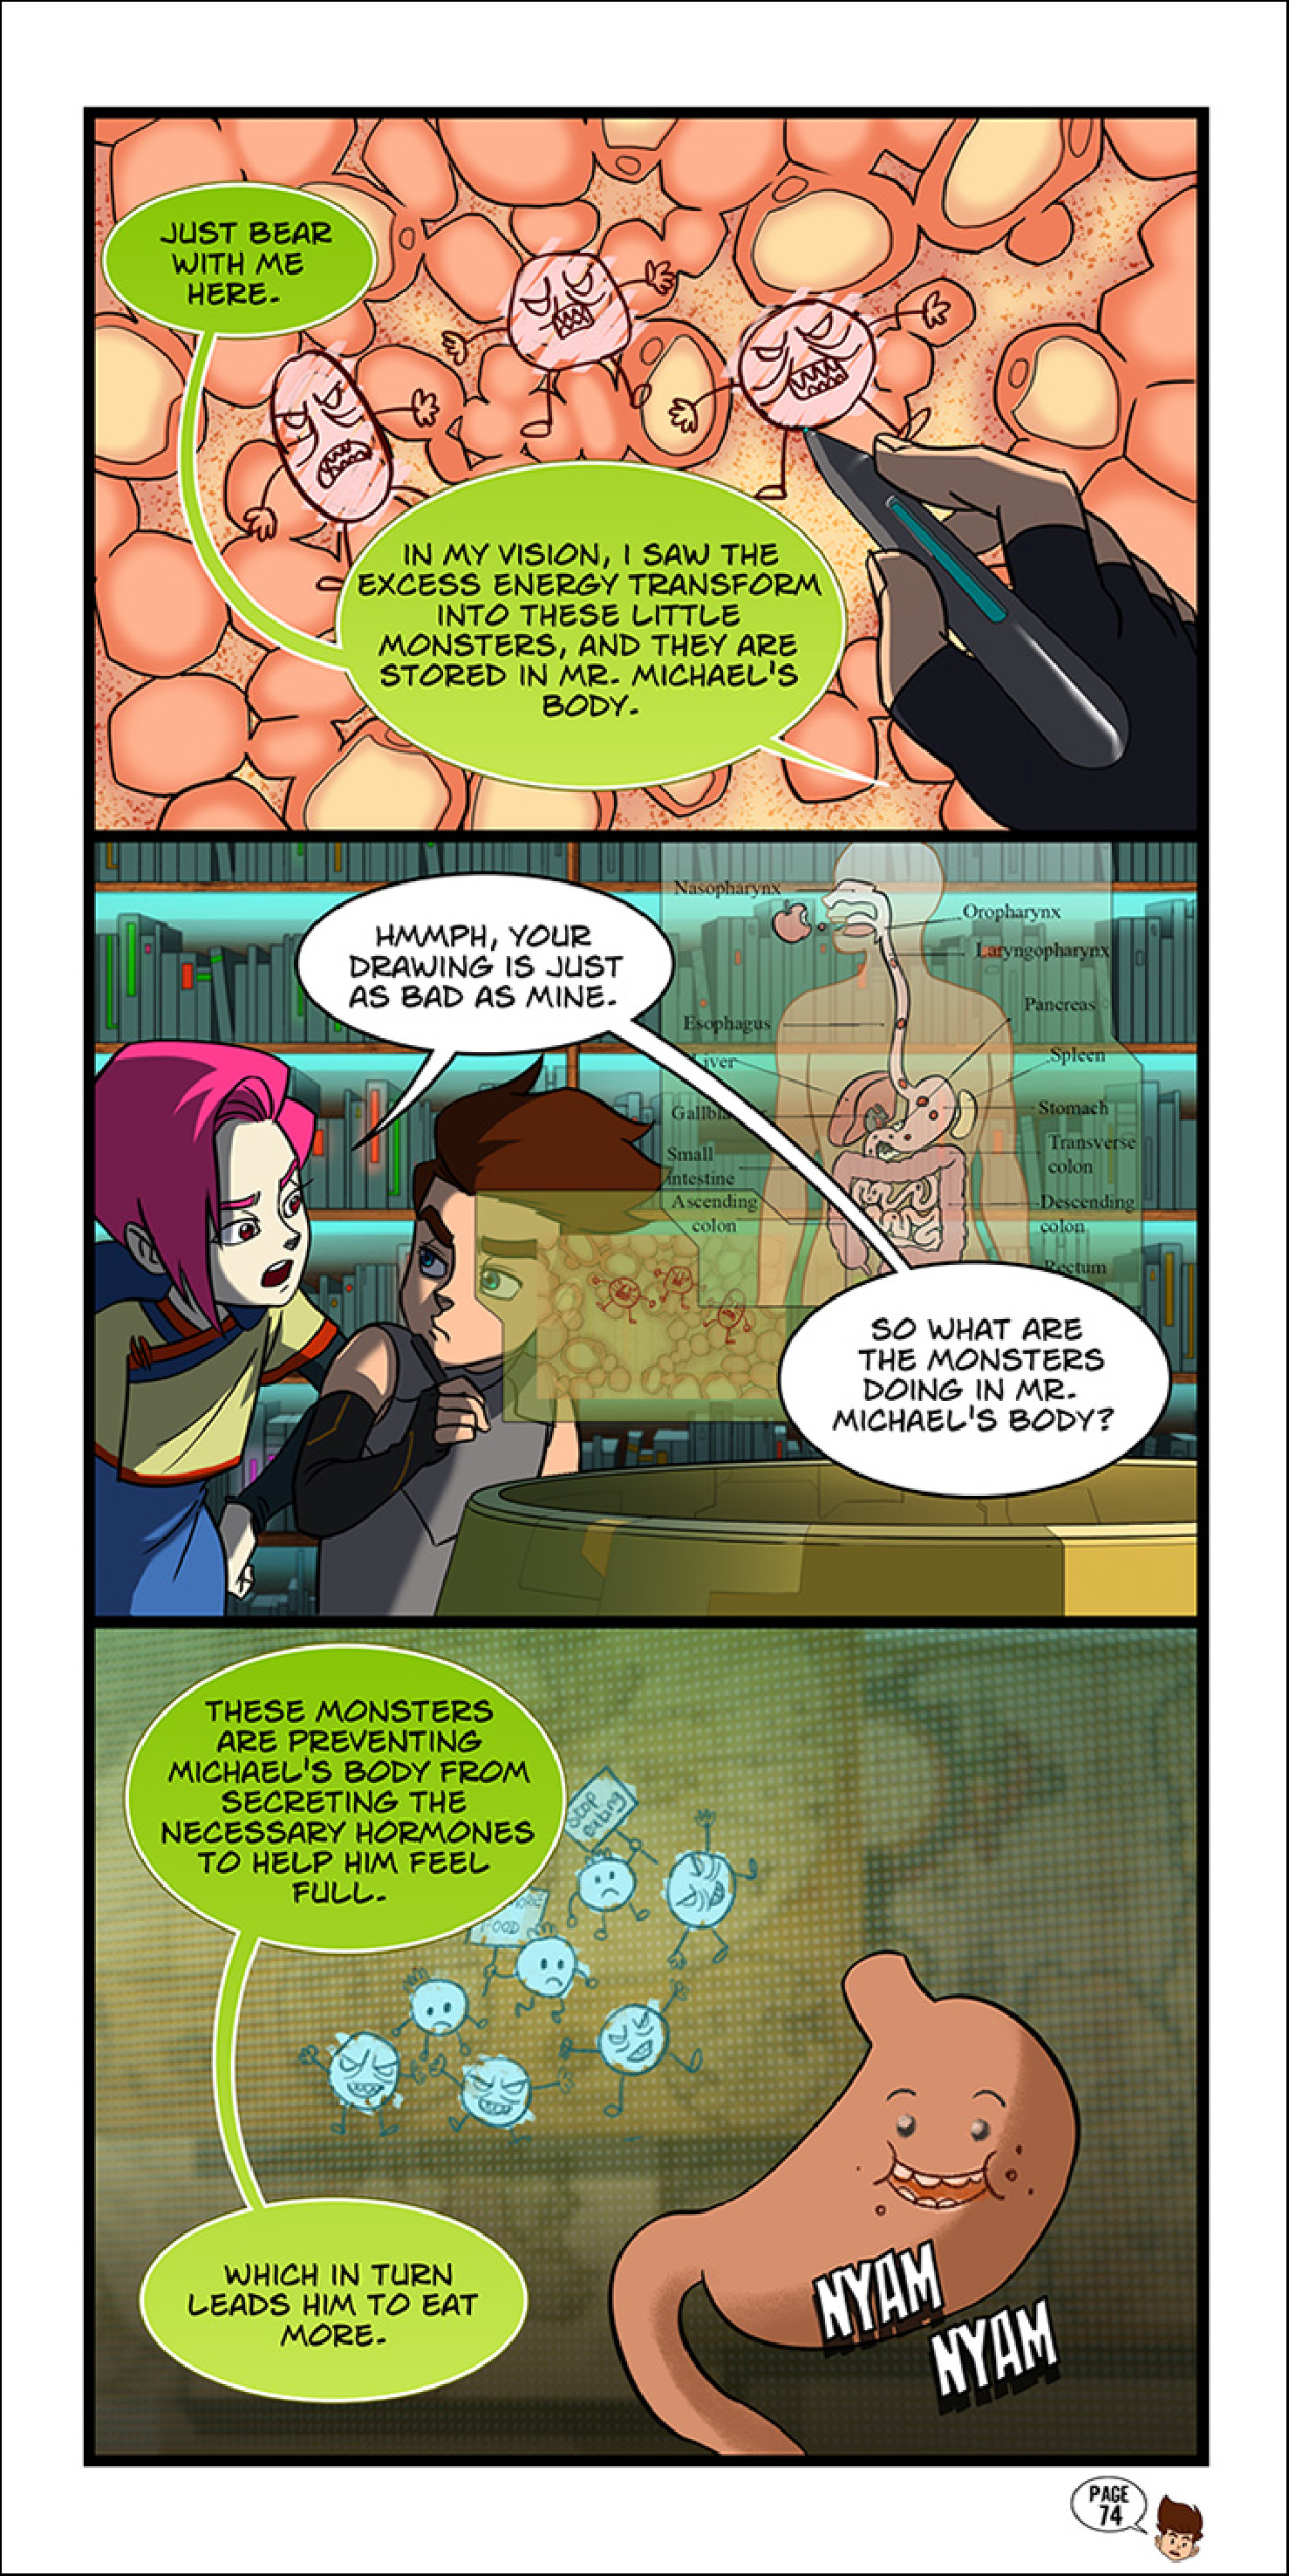 JUST BEAR
WITH ME
HERE.
IN MY VISION, I SAW THE
EXCESS ENERGY TRANSFORM
INTO THESE LITTLE
MONSTERS, AND THEY ARE
STORED IN MR. MICHAEL'S
BODY.
HMMPH, YOUR
DRAWING IS JUST
AS BAD AS MINE.
Nasopharynx
Oropharynx
Laryngopharynx
Pancreas
Esophagus
Liver
Spleen
Gallbla
Stomach
Transverse
colon
Small
intestine
Ascending
colon
Descending
colon
Rectum
SO WHAT ARE
THE MONSTERS
DOING IN MR.
MICHAEL'S BODY?
THESE MONSTERS
ARE PREVENTING
MICHAEL'S BODY FROM
SECRETING THE
NECESSARY HORMONES
TO HELP HIM FEEL
FULL.
Stop
Eating
FOOD
WHICH IN TURN
LEADS HIM TO EAT
MORE.
NYAM
NYAM
PAGE
74